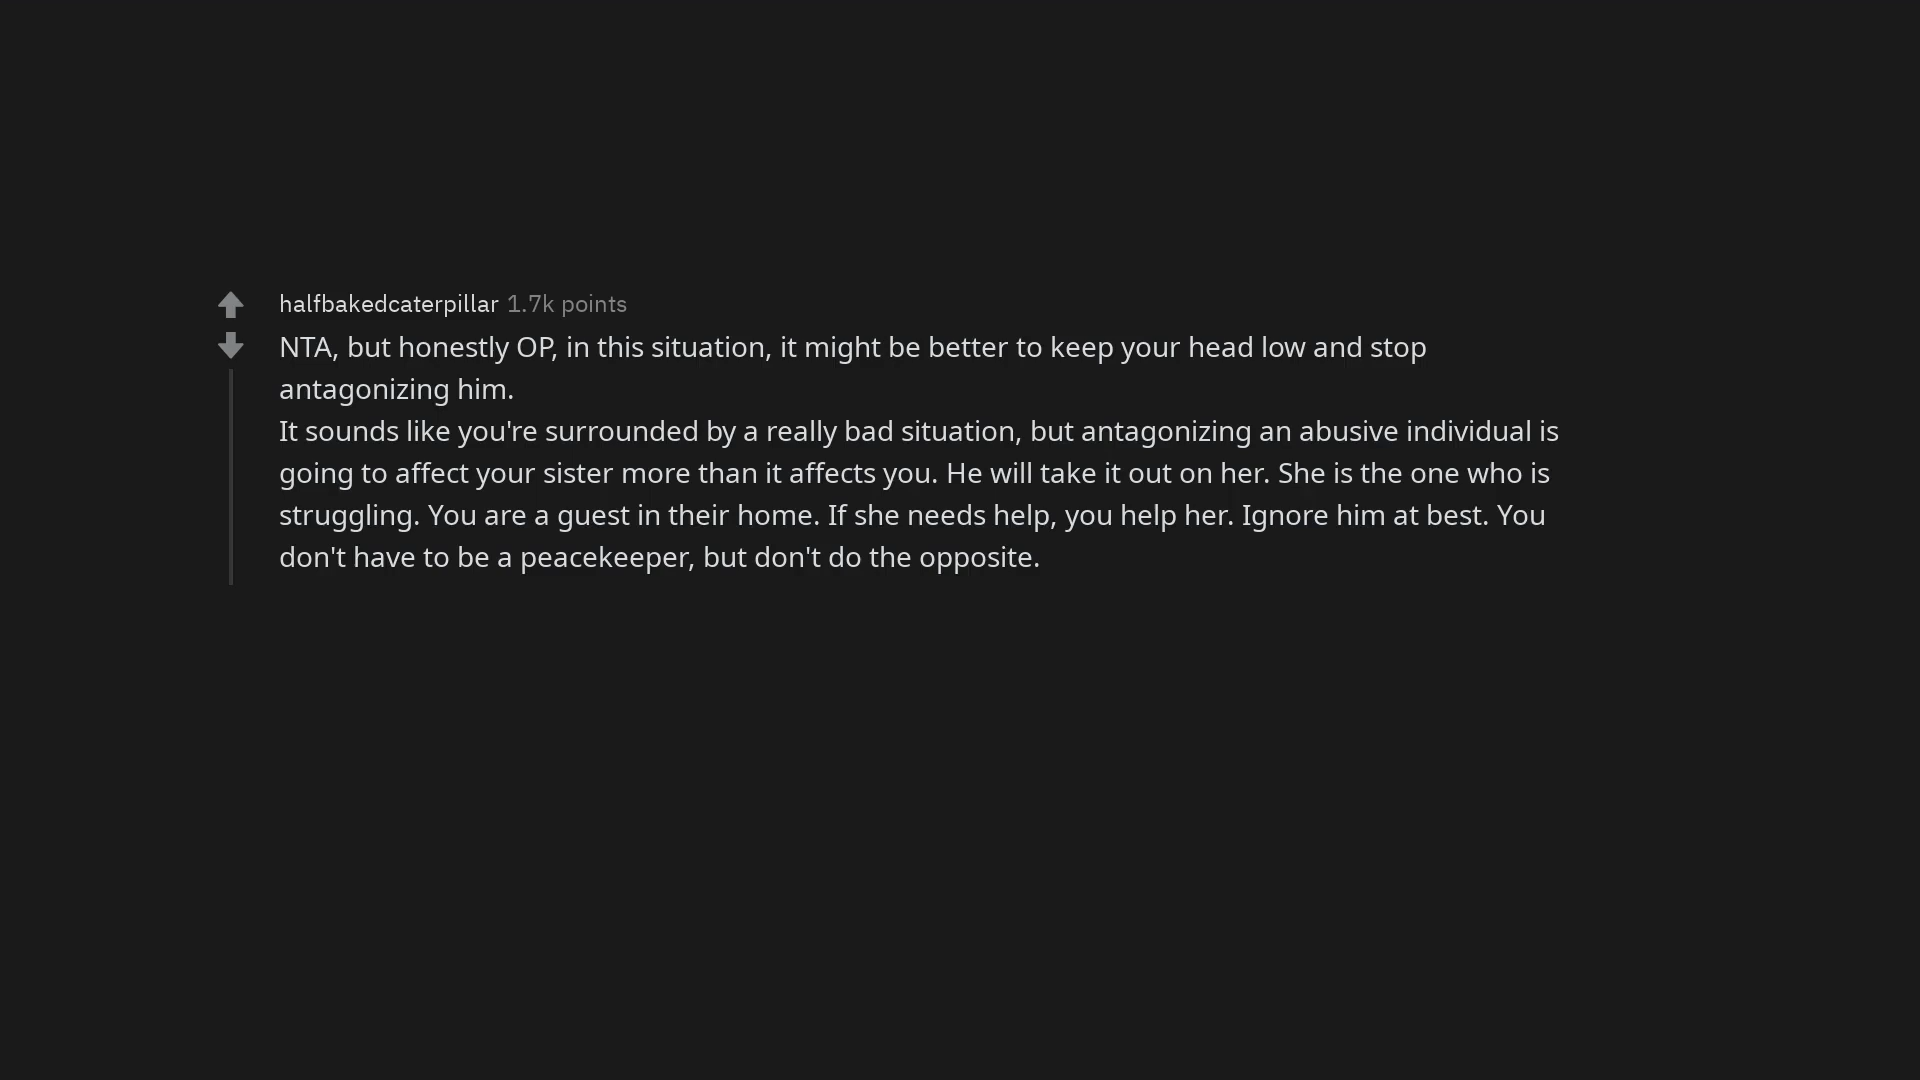 halfbakedcaterpillar 1.7k points
NTA, but honestly OP, in this situation, it might be better to keep your head low and stop
antagonizing him.
It sounds like you're surrounded by a really bad situation, but antagonizing an abusive individual is
going to affect your sister more than it affects you. He will take it out on her. She is the one who is
struggling. You are a guest in their home. If she needs help, you help her. Ignore him at best. You
don't have to be a peacekeeper, but don't do the opposite.